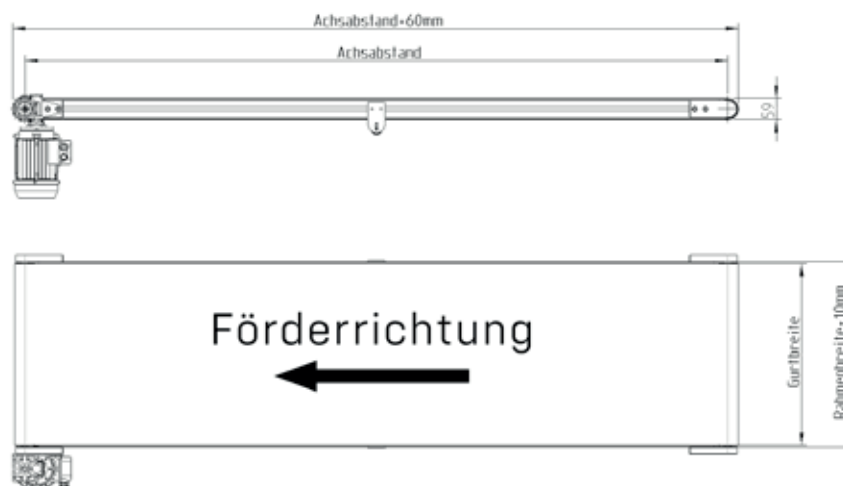 Achsabstand+60mm
Achsabstand
59
Förderrichtung
Gurtbreite
Rahmenbreite+10mm